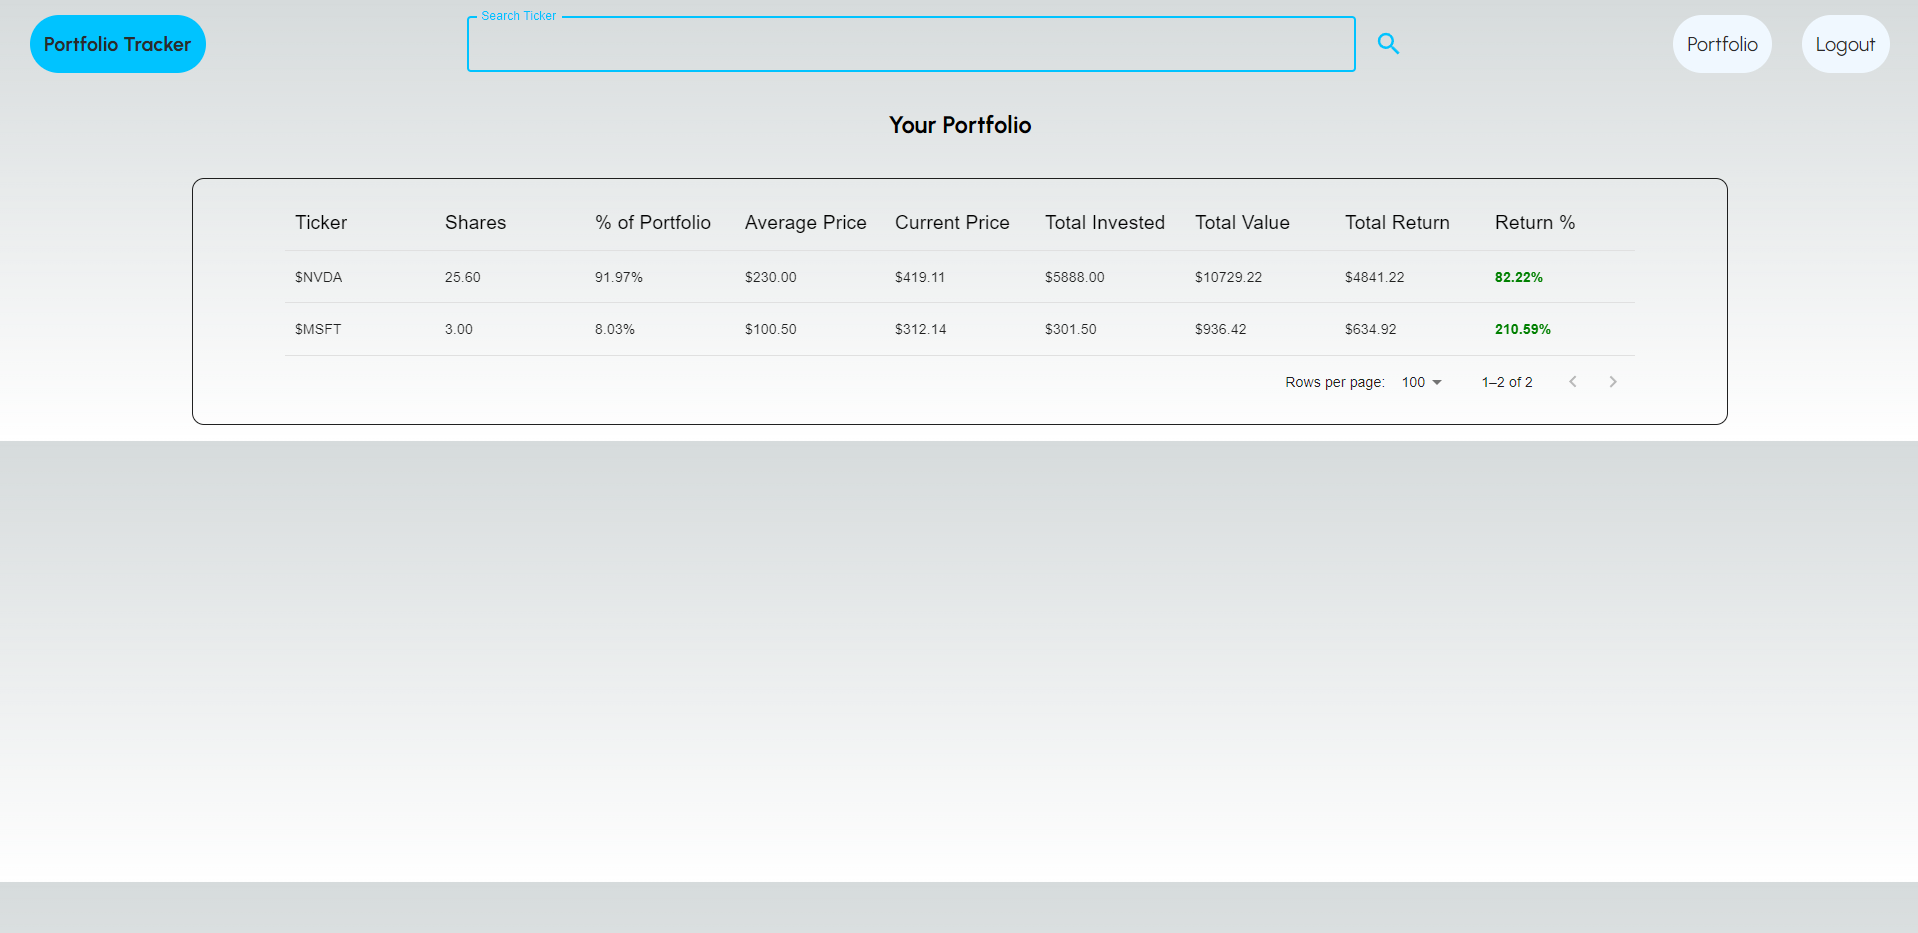 Portfolio Tracker
Search Ticker
Portfolio
Logout
Your Portfolio
Ticker Shares % of Portfolio Average Price Current Price Total Invested Total Value Total Return Return %
$NVDA 25.60 91.97% $230.00 $419.11 $5888.00 $10729.22 $4841.22 82.22%
$MSFT 3.00 8.03% $100.50 $312.14 $301.50 $936.42 $634.92 210.59%
Rows per page: 100 1–2 of 2